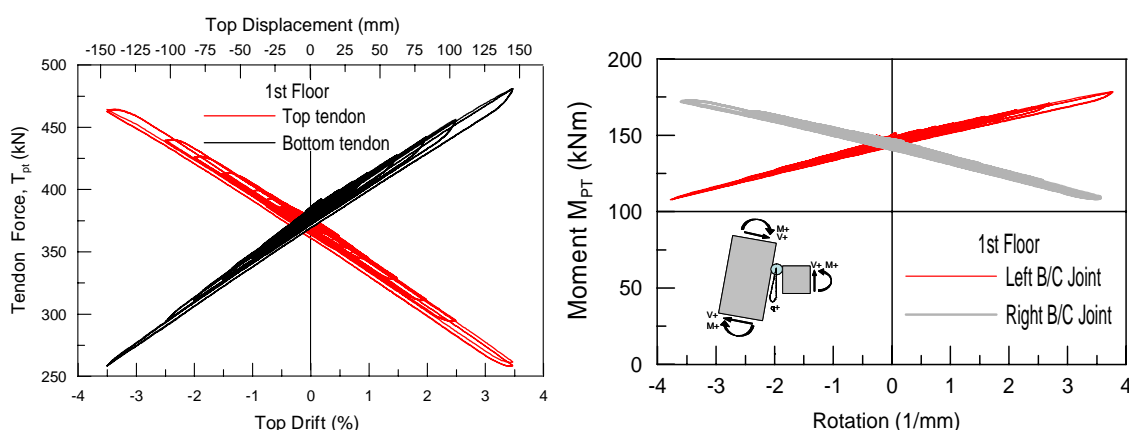 Top Displacement (mm)
-150 -125 -100 -75 -50 -25 0 25 50 75 100 125 150
500
450
400
350
300
250
Tendon Force, Tpt (kN)
1st Floor
Top tendon
Bottom tendon
-4 -3 -2 -1 0 1 2 3 4
Top Drift (%)
200
150
100
50
0
Moment MPT (kNm)
M+
V+
V+ M+
q+
V+
M+
1st Floor
Left B/C Joint
Right B/C Joint
-4 -3 -2 -1 0 1 2 3 4
Rotation (1/mm)